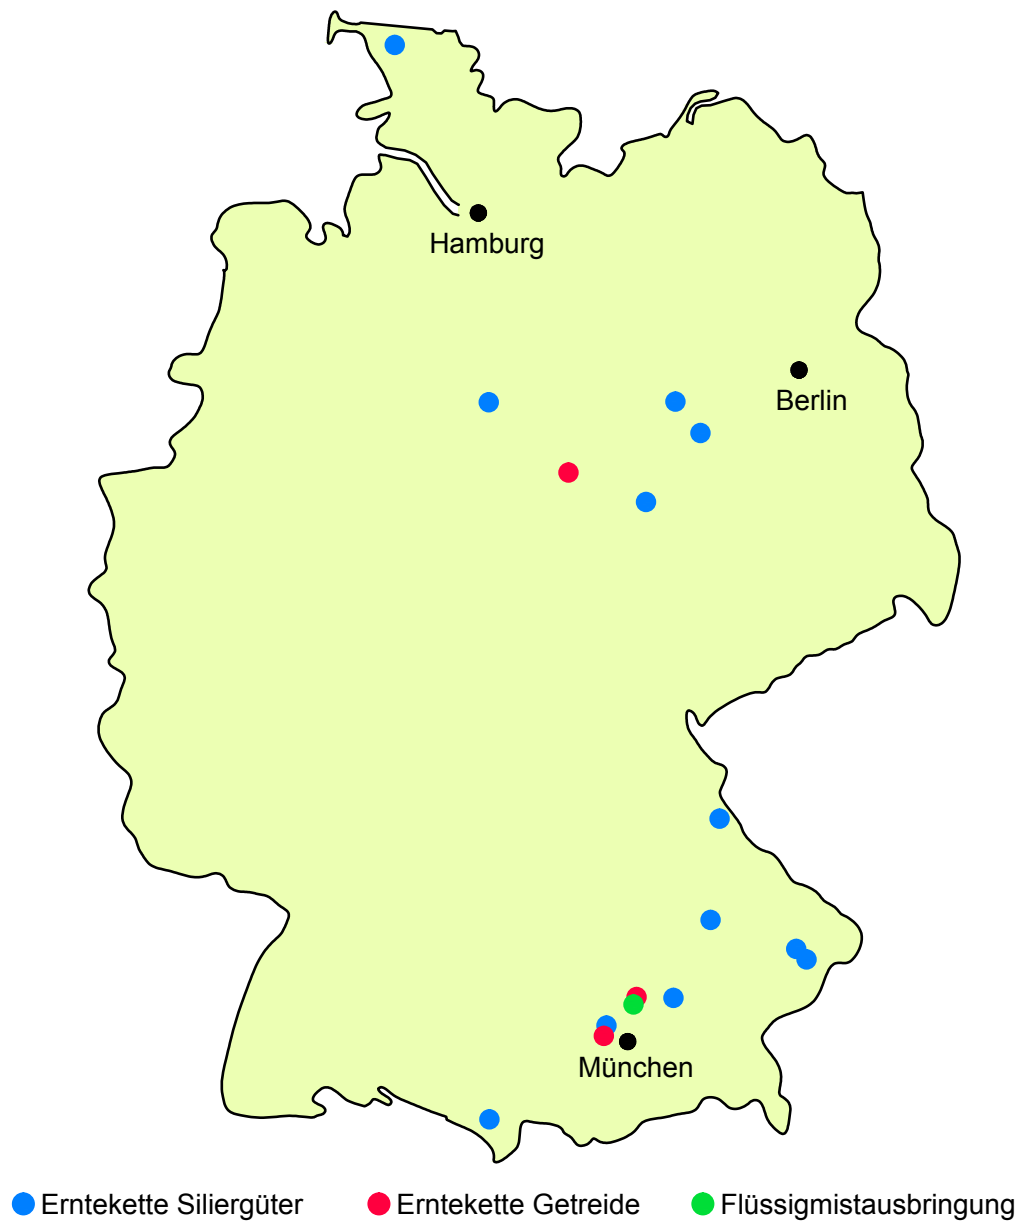 Hamburg
Berlin
München
Erntekette Siliergüter
Erntekette Getreide
Flüssigmistausbringung